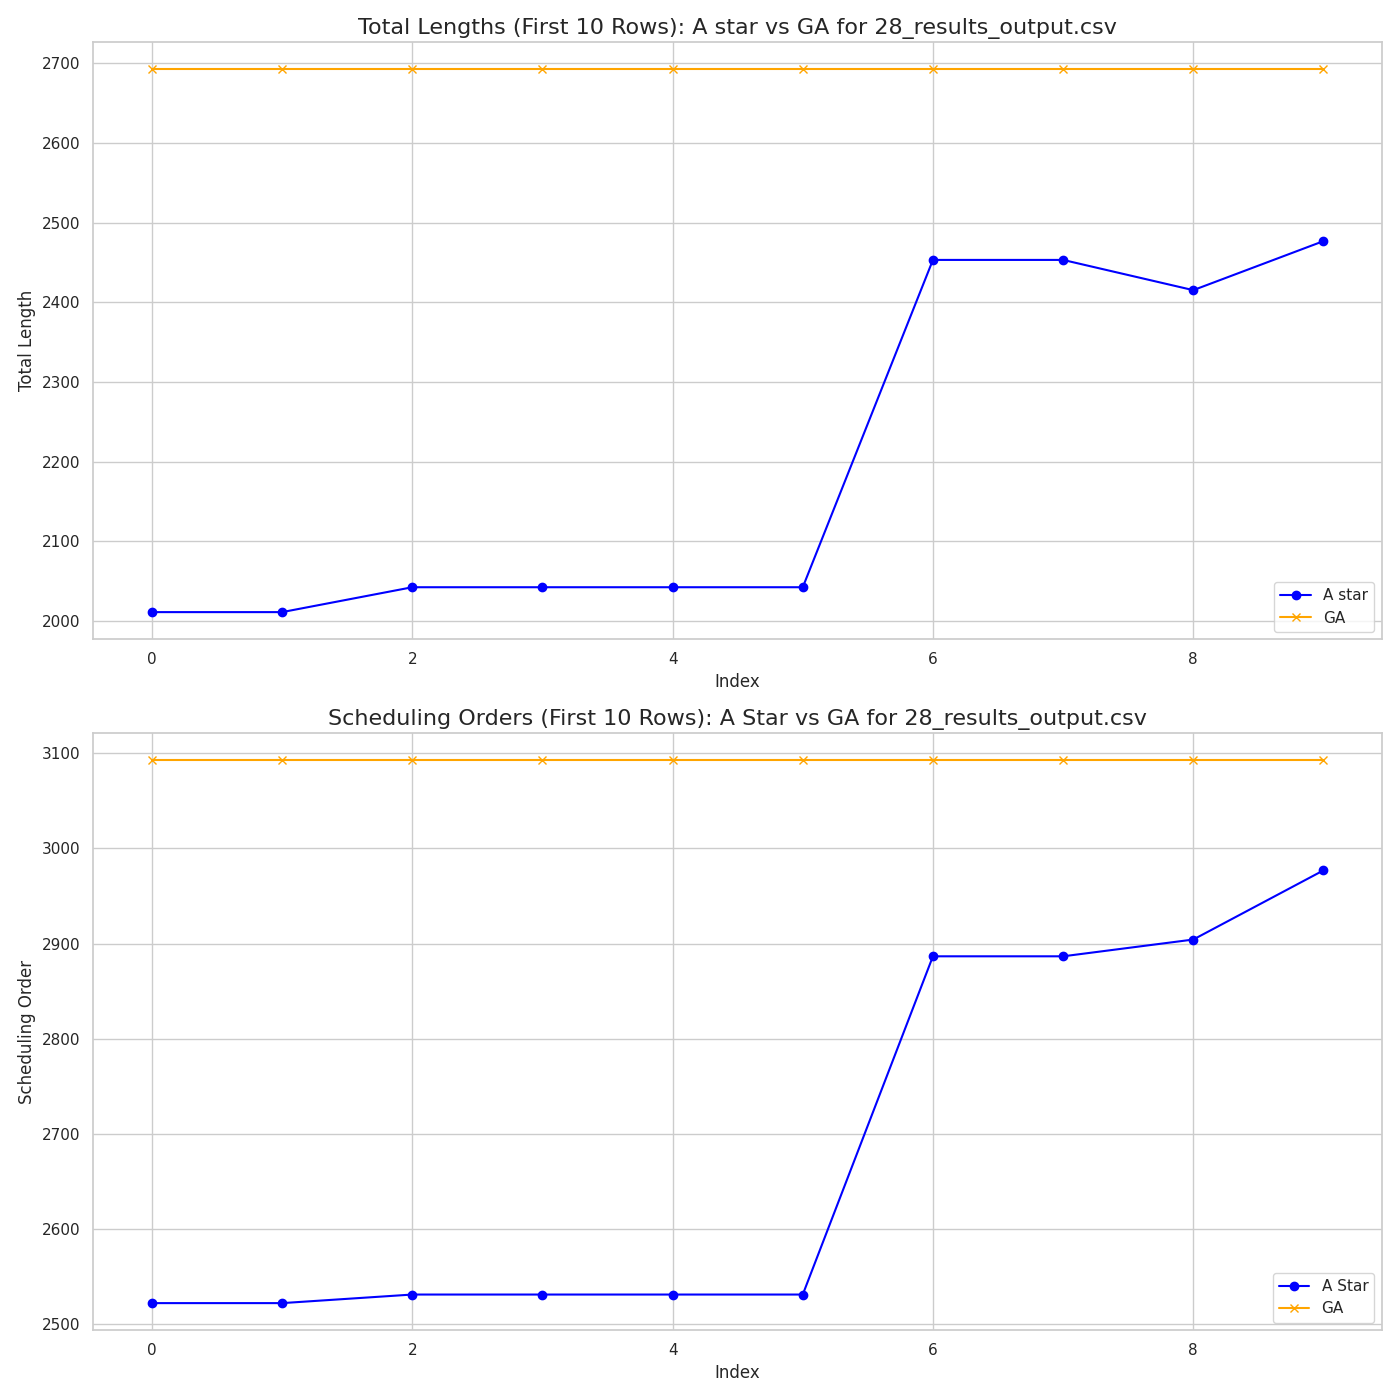 Total Lengths (First 10 Rows): A star vs GA for 28_results_output.csv
2700
2600
2500
2400
2300
2200
2100
2000
Total Length
A star
GA
0 2 4 6 8
Index
Scheduling Orders (First 10 Rows): A Star vs GA for 28_results_output.csv
3100
3000
2900
2800
2700
2600
2500
Scheduling Order
A Star
GA
0 2 4 6 8
Index